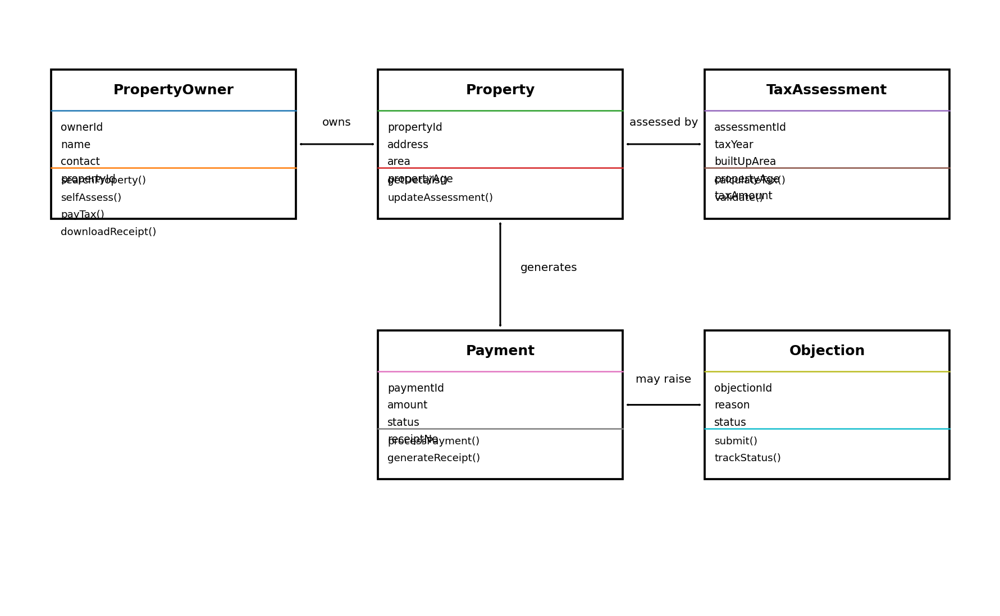 PropertyOwner
ownerId
name
contact
propertyId
searchProperty()
selfAssess()
payTax()
downloadReceipt()
owns
Property
propertyId
address
area
propertyAge
getDetails()
updateAssessment()
assessed by
TaxAssessment
assessmentId
taxYear
builtUpArea
propertyAge
calculateTax()
taxAmount
validate()
generates
Payment
paymentId
amount
status
receiptNo
processPayment()
generateReceipt()
may raise
Objection
objectionId
reason
status
submit()
trackStatus()